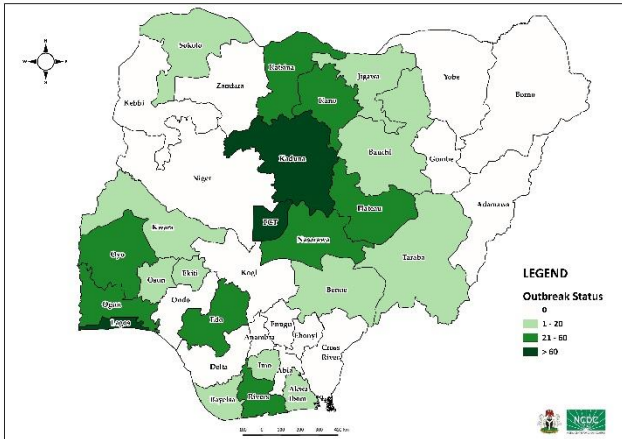 N
Sokoto
Katsina
Jigawa
Yobe
Borno
Zamfara
Kano
Kebbi
Kaduna
Bauchi
Gombe
Niger
Adamawa
Plateau
FCT
Kwara
Nasarawa
Taraba
Oyo
Kogi
LEGEND
Osun
Ekiti
Benue
Outbreak Status
Ondo
0
Ogun
Edo
Enugu
1 - 20
Lagos
Anambra
Ebonyi
21 - 60
Cross
River
> 60
Delta
Imo
Abia
Akwa
Ibom
Bayelsa
Rivers
NCDC